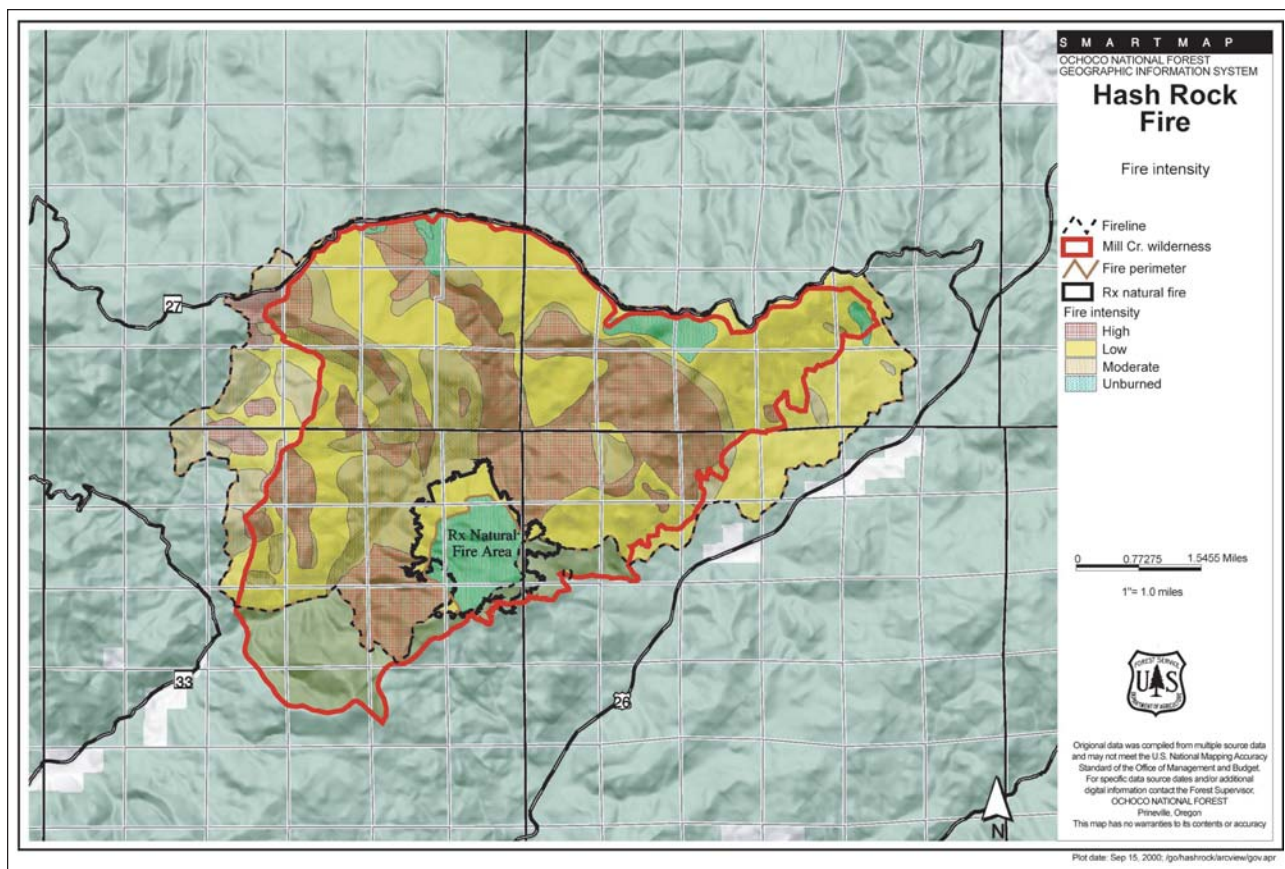 S M A R T M A P
OCHOCO NATIONAL FOREST
GEOGRAPHIC INFORMATION SYSTEM
Hash Rock
Fire
Fire intensity
Fireline
Mill Cr. wilderness
Fire perimeter
Rx natural fire
Fire intensity
High
Low
Moderate
Unburned
27
Rx Natural
Fire Area
33
26
0 0.77275 1.5455 Miles
1"= 1.0 miles
FOREST SERVICE
U S
DEPARTMENT OF AGRICULTURE
Origional data was compiled from multiple source data
and may not meet the U.S. National Mapping Accuracy
Standard of the Office of Management and Budget.
For specific data source dates and/or additional
digital information contact the Forest Supervisor,
OCHOCO NATIONAL FOREST
Prineville, Oregon
This map has no warranties to its contents or accuracy
N
Plot date: Sep 15, 2000; /go/hashrock/arcview/gov.apr